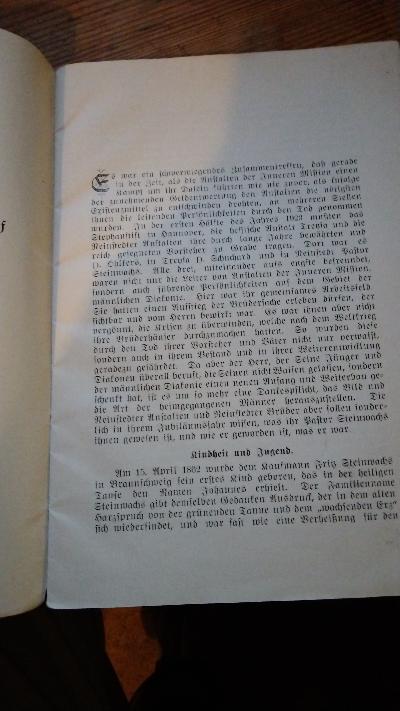 f
Es war ein schwerwiegendes Zusammentreffen, daß gerade
in der Zeit, als die Anstalten der Inneren Mission einen
Kampf um ihr Dasein führten wie nie zuvor, als infolge
der zunehmenden Geldentwertung den Anstalten die nötigsten
Existenzmittel zu entschwinden drohten, an mehreren Stellen
ihnen die leitenden Persönlichkeiten durch den Tod genommen
wurden. In der ersten Hälfte des Jahres 1923 mußten das
Stephansstift in Hannover, die hessische Anstalt Treysa und die
Neinstedter Anstalten ihre durch lange Jahre bewährten und
reich gesegneten Vorsteher zu Grabe tragen. Dort war es
D. Oehlkers, in Treysa D. Schuchard und in Neinstedt Pastor
Steinwachs. Alle drei, miteinander aufs engste befreundet,
waren nicht nur die Leiter von Anstalten der Inneren Mission,
sondern auch führende Persönlichkeiten auf dem Gebiet der
männlichen Diakonie. Hier war ihr gemeinsames Arbeitsfeld.
Sie hatten einen Aufstieg der Brüdersache erleben dürfen, der
sichtbar mit vom Herrn bewirkt war. Es war ihnen aber nicht
vergönnt, die Krisen zu überwinden, welche nach dem Weltkrieg
ihre Brüderhäuser durchzumachen hatten. So wurden diese
durch den Tod ihrer Vorsteher und Väter nicht nur verwaist,
sondern auch in ihrem Bestand und in ihrer Weiterentwicklung
geradezu gefährdet. Da aber der Herr, der Seine Jünger und
Diakonen überall beruft, die Seinen nicht Waisen gelassen, sondern
der männlichen Diakonie einen neuen Anfang und Weiterbau ge-
schenkt hat, ist es um so mehr eine Dankespflicht, das Bild und
die Art der heimgegangenen Männer herauszustellen. Die
Neinstedter Anstalten und Neinstedter Brüder aber sollen sonder-
lich in ihrem Jubiläumsjahr wissen, was ihr Pastor Steinwachs
ihnen gewesen ist, und wie er geworden ist, was er war.
Kindheit und Jugend.
Am 15. April 1862 wurde dem Kaufmann Fritz Steinwachs
in Braunschweig sein erstes Kind geboren, das in der heiligen
Taufe den Namen Johannes erhielt. Der Familienname
Steinwachs gibt demselben Gedanken Ausdruck, der in dem alten
Harzspruch von der grünenden Tanne und dem „wachsenden Erz“
sich wiederfindet, und war fast wie eine Verheißung für den